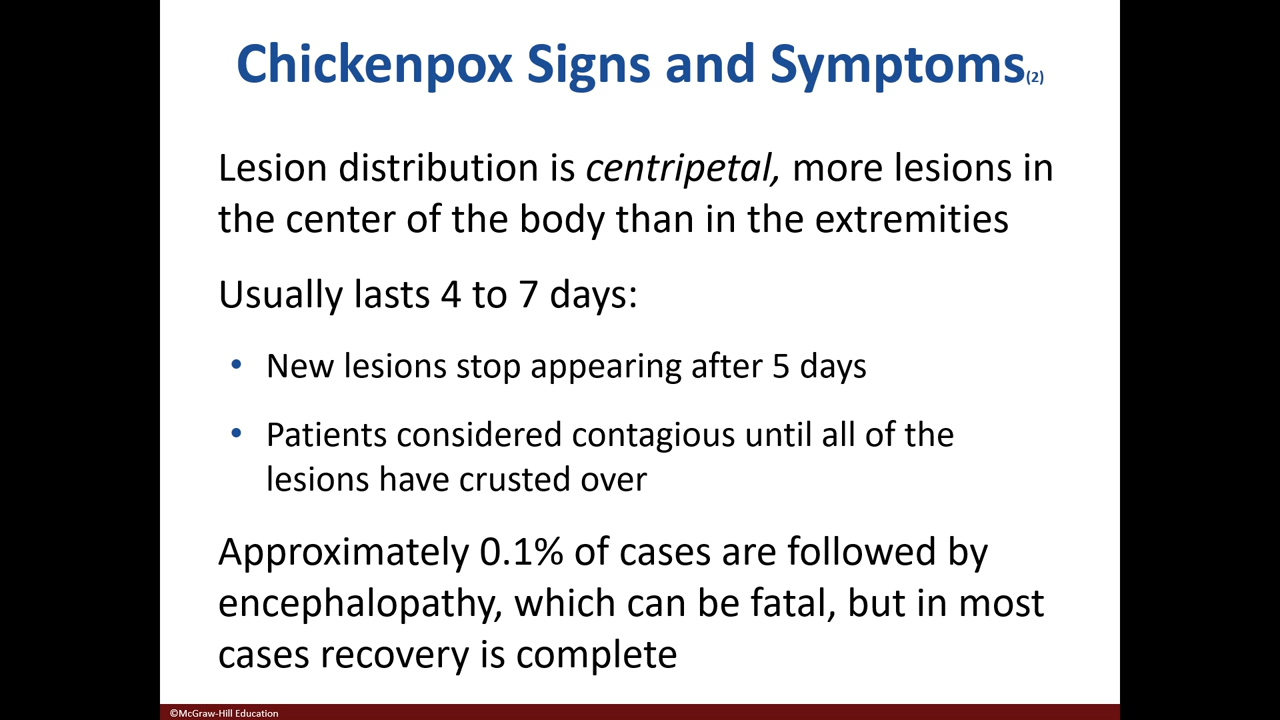 Chickenpox Signs and Symptoms(2)
Lesion distribution is centripetal, more lesions in
the center of the body than in the extremities
Usually lasts 4 to 7 days:
• New lesions stop appearing after 5 days
• Patients considered contagious until all of the
lesions have crusted over
Approximately 0.1% of cases are followed by
encephalopathy, which can be fatal, but in most
cases recovery is complete
©McGraw-Hill Education